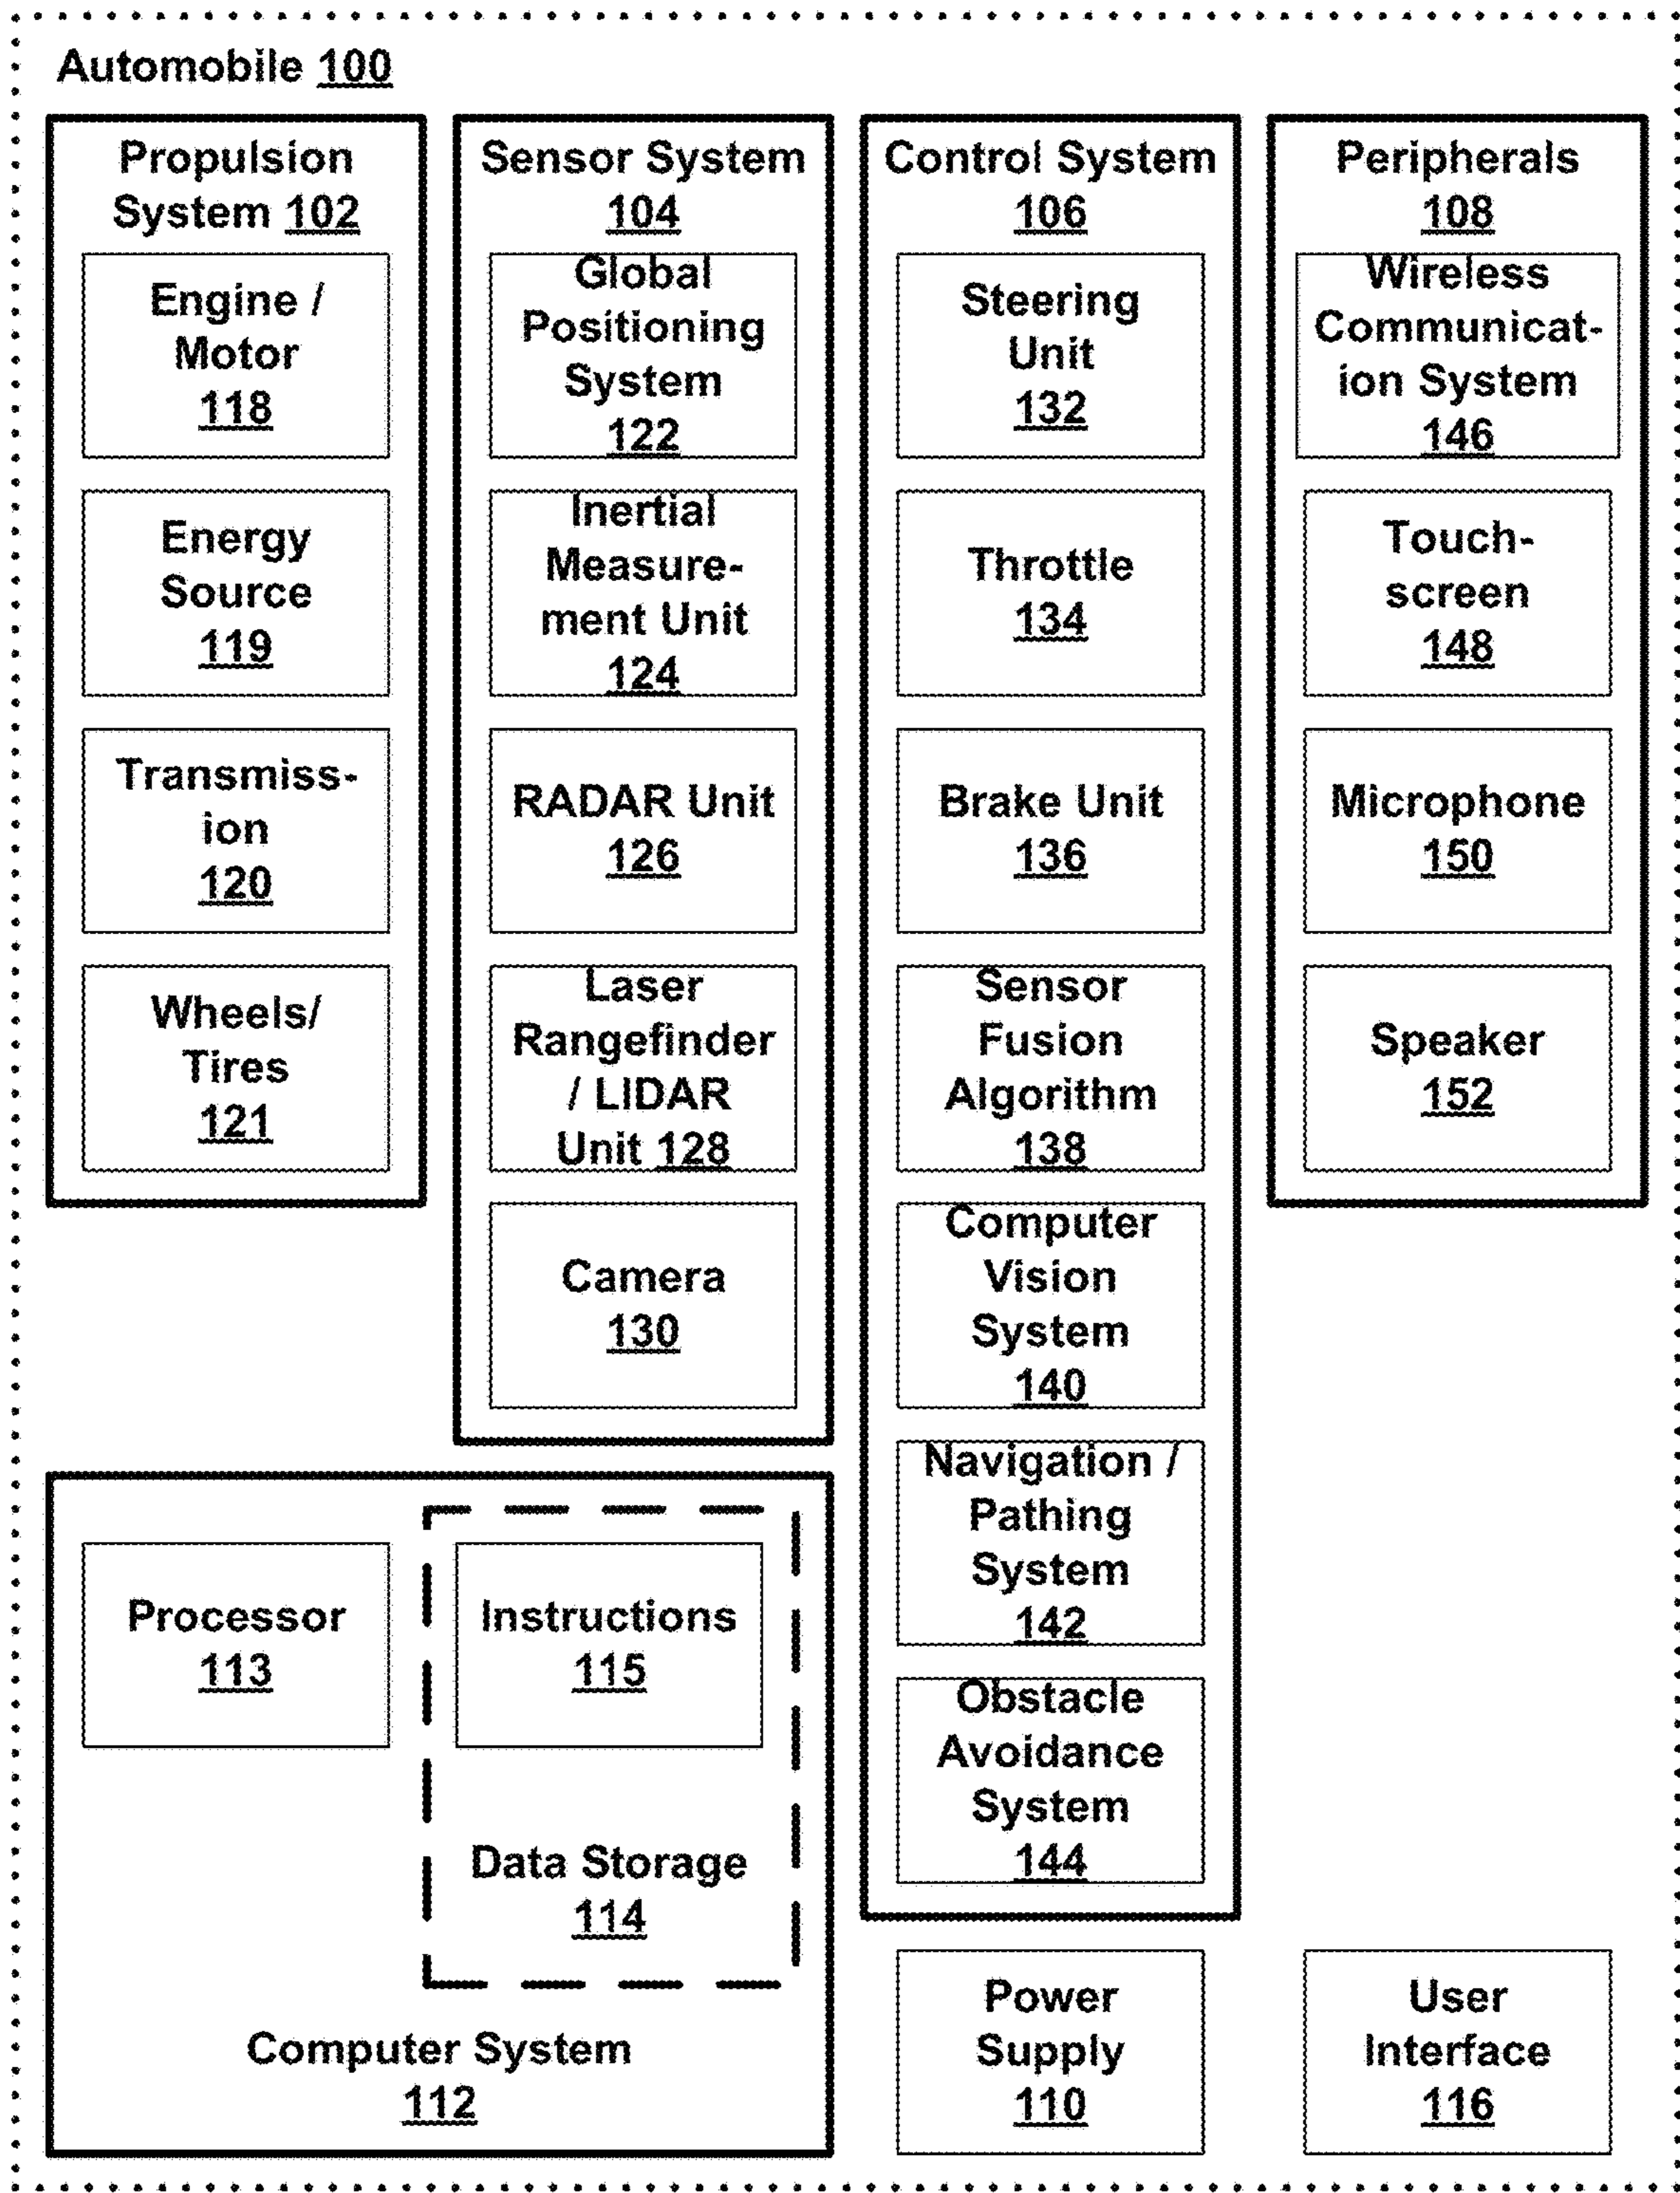 Automobile 100
Propulsion
System 102
Engine /
Motor
118
Energy
Source
119
Transmiss-
ion
120
Wheels/
Tires
121
Sensor System
104
Global
Positioning
System
122
Inertial
Measure-
ment Unit
124
RADAR Unit
126
Laser
Rangefinder
/ LIDAR
Unit 128
Camera
130
Control System
106
Steering
Unit
132
Throttle
134
Brake Unit
136
Sensor
Fusion
Algorithm
138
Computer
Vision
System
140
Navigation /
Pathing
System
142
Obstacle
Avoidance
System
144
Peripherals
108
Wireless
Communicat-
ion System
146
Touch-
screen
148
Microphone
150
Speaker
152
Processor
113
Instructions
115
Data Storage
114
Computer System
112
Power
Supply
110
User
Interface
116